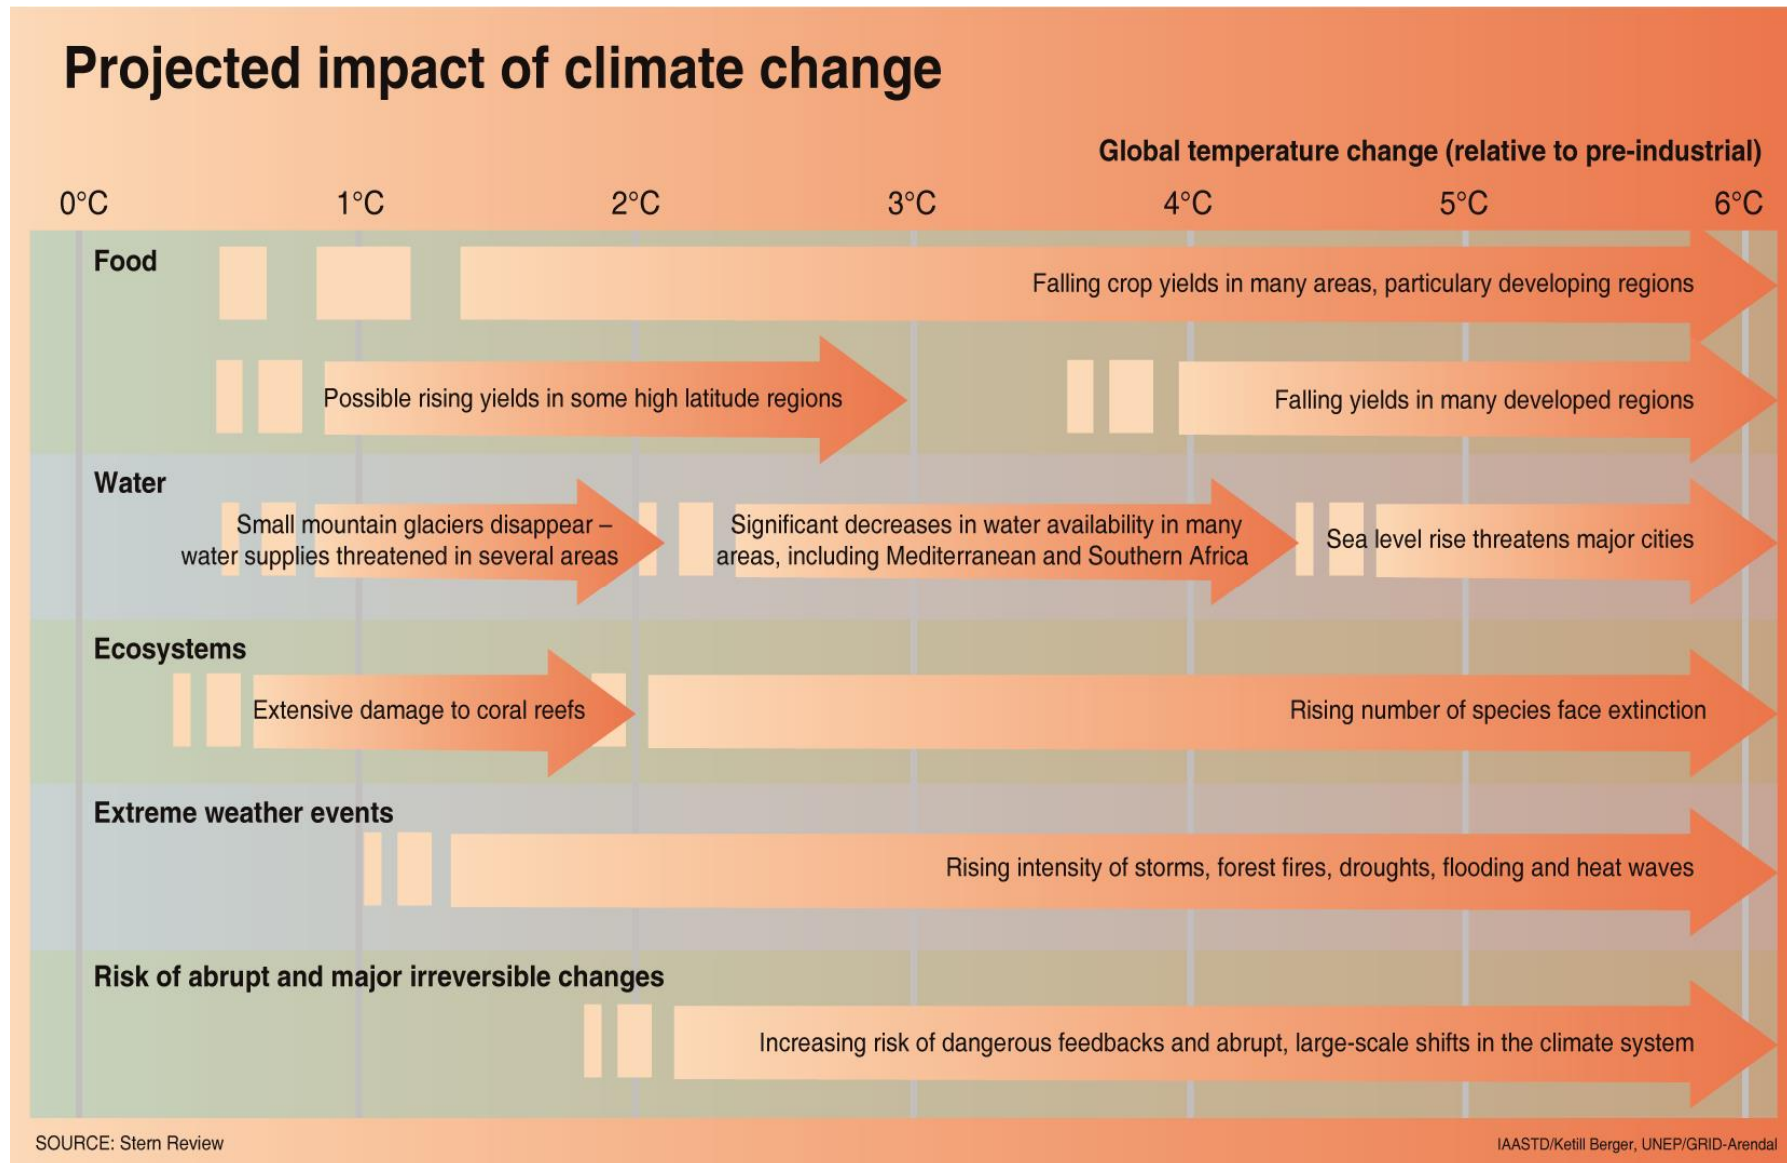 Projected impact of climate change
Global temperature change (relative to pre-industrial)
0°C 1°C 2°C 3°C 4°C 5°C 6°C
Food
Falling crop yields in many areas, particulary developing regions
Possible rising yields in some high latitude regions
Falling yields in many developed regions
Water
Small mountain glaciers disappear –
water supplies threatened in several areas
Significant decreases in water availability in many
areas, including Mediterranean and Southern Africa
Sea level rise threatens major cities
Ecosystems
Extensive damage to coral reefs
Rising number of species face extinction
Extreme weather events
Rising intensity of storms, forest fires, droughts, flooding and heat waves
Risk of abrupt and major irreversible changes
Increasing risk of dangerous feedbacks and abrupt, large-scale shifts in the climate system
SOURCE: Stern Review
IAASTD/Ketill Berger, UNEP/GRID-Arendal